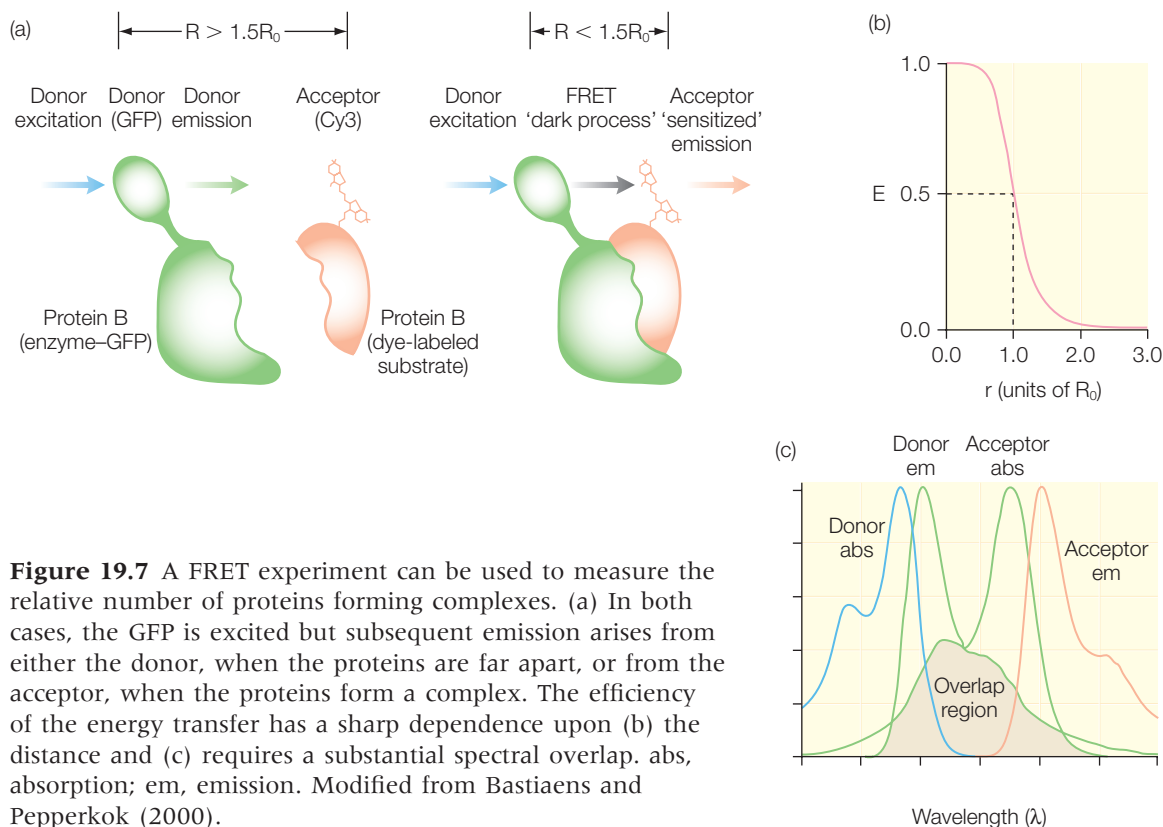 (a)
R > 1.5R₀
R < 1.5R₀
Donor excitation
Donor (GFP)
Donor emission
Acceptor (Cy3)
Donor excitation
FRET 'dark process'
Acceptor 'sensitized' emission
Protein B
(enzyme–GFP)
Protein B
(dye-labeled
substrate)
(b)
1.0
E 0.5
0.0
0.0 1.0 2.0 3.0
r (units of R₀)
(c)
Donor
em
Acceptor
abs
Donor
abs
Acceptor
em
Overlap
region
Wavelength (λ)
Figure 19.7 A FRET experiment can be used to measure the
relative number of proteins forming complexes. (a) In both
cases, the GFP is excited but subsequent emission arises from
either the donor, when the proteins are far apart, or from the
acceptor, when the proteins form a complex. The efficiency
of the energy transfer has a sharp dependence upon (b) the
distance and (c) requires a substantial spectral overlap. abs,
absorption; em, emission. Modified from Bastiaens and
Pepperkok (2000).